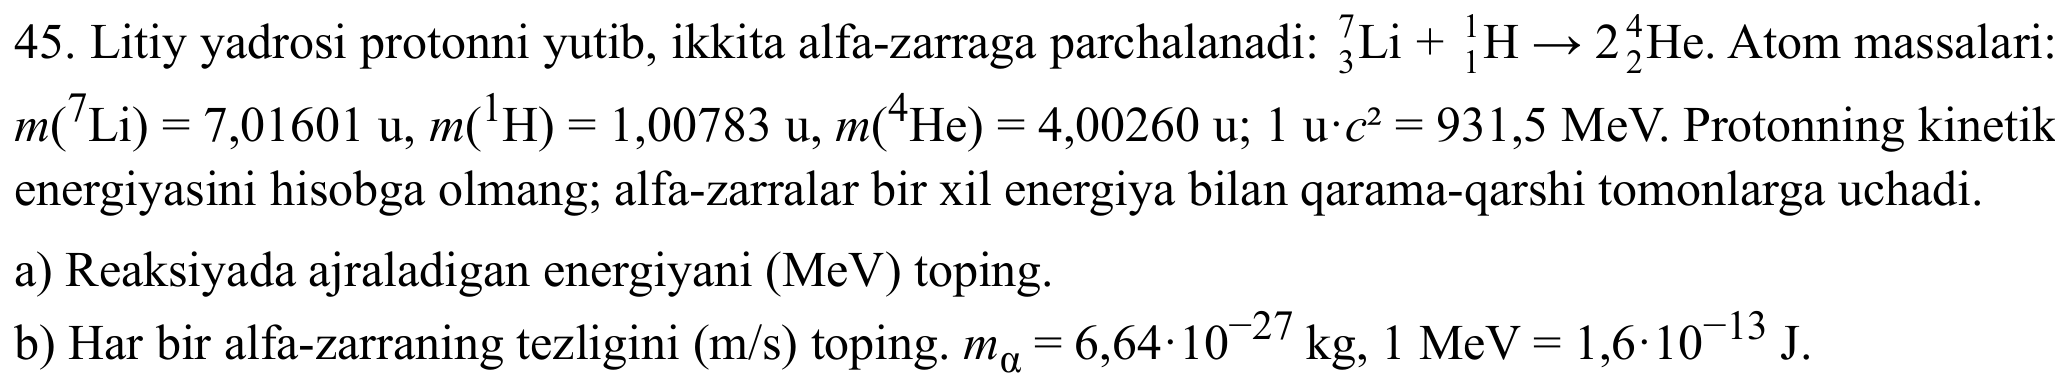 45. Litiy yadrosi protonni yutib, ikkita alfa-zarraga parchalanadi: ⁷₃Li + ¹₁H → 2⁴₂He. Atom massalari:
m(⁷Li) = 7,01601 u, m(¹H) = 1,00783 u, m(⁴He) = 4,00260 u; 1 u·c² = 931,5 MeV. Protonning kinetik
energiyasini hisobga olmang; alfa-zarralar bir xil energiya bilan qarama-qarshi tomonlarga uchadi.
a) Reaksiyada ajraladigan energiyani (MeV) toping.
b) Har bir alfa-zarraning tezligini (m/s) toping. m_α = 6,64·10⁻²⁷ kg, 1 MeV = 1,6·10⁻¹³ J.